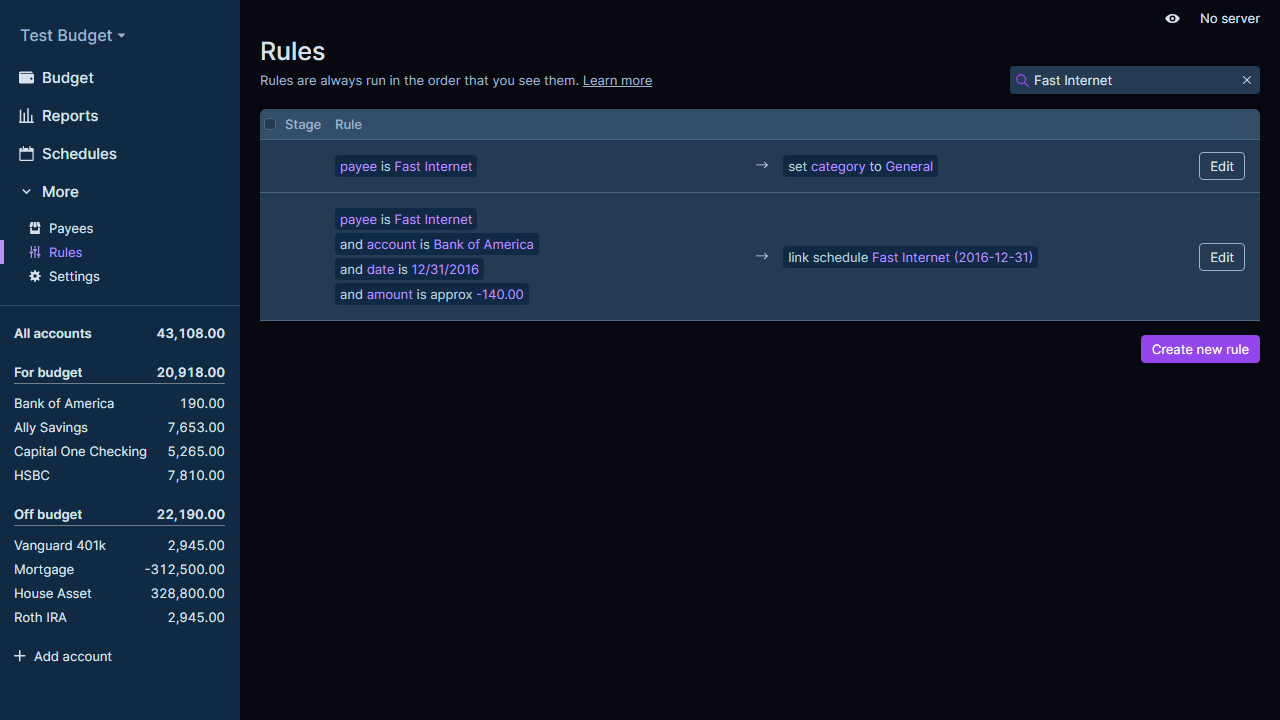 Test Budget
Budget
Reports
Schedules
More
Payees
Rules
Settings
All accounts 43,108.00
For budget 20,918.00
Bank of America 190.00
Ally Savings 7,653.00
Capital One Checking 5,265.00
HSBC 7,810.00
Off budget 22,190.00
Vanguard 401k 2,945.00
Mortgage -312,500.00
House Asset 328,800.00
Roth IRA 2,945.00
Add account
No server
Rules
Rules are always run in the order that you see them. Learn more
Fast Internet
Stage Rule
payee is Fast Internet → set category to General Edit
payee is Fast Internet
and account is Bank of America
and date is 12/31/2016
and amount is approx -140.00
→ link schedule Fast Internet (2016-12-31) Edit
Create new rule